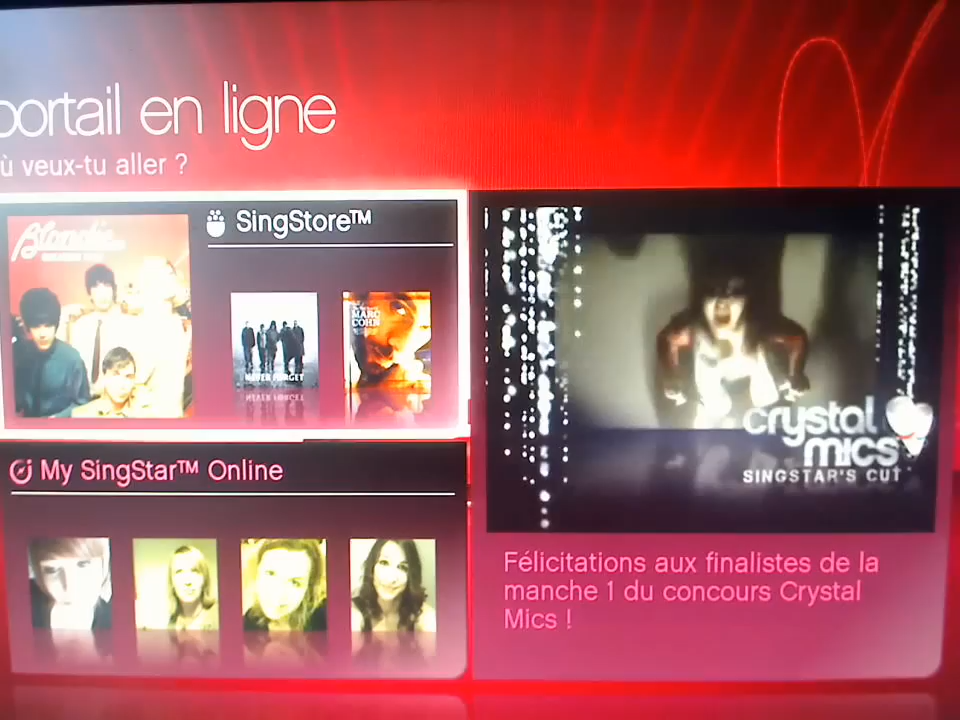 portail en ligne
ù veux-tu aller ?
Blondie
SingStore™
MARC
COHN
NEVER FORGET
My SingStar™ Online
crystal
mics
SINGSTAR'S CUT
Félicitations aux finalistes de la
manche 1 du concours Crystal
Mics !